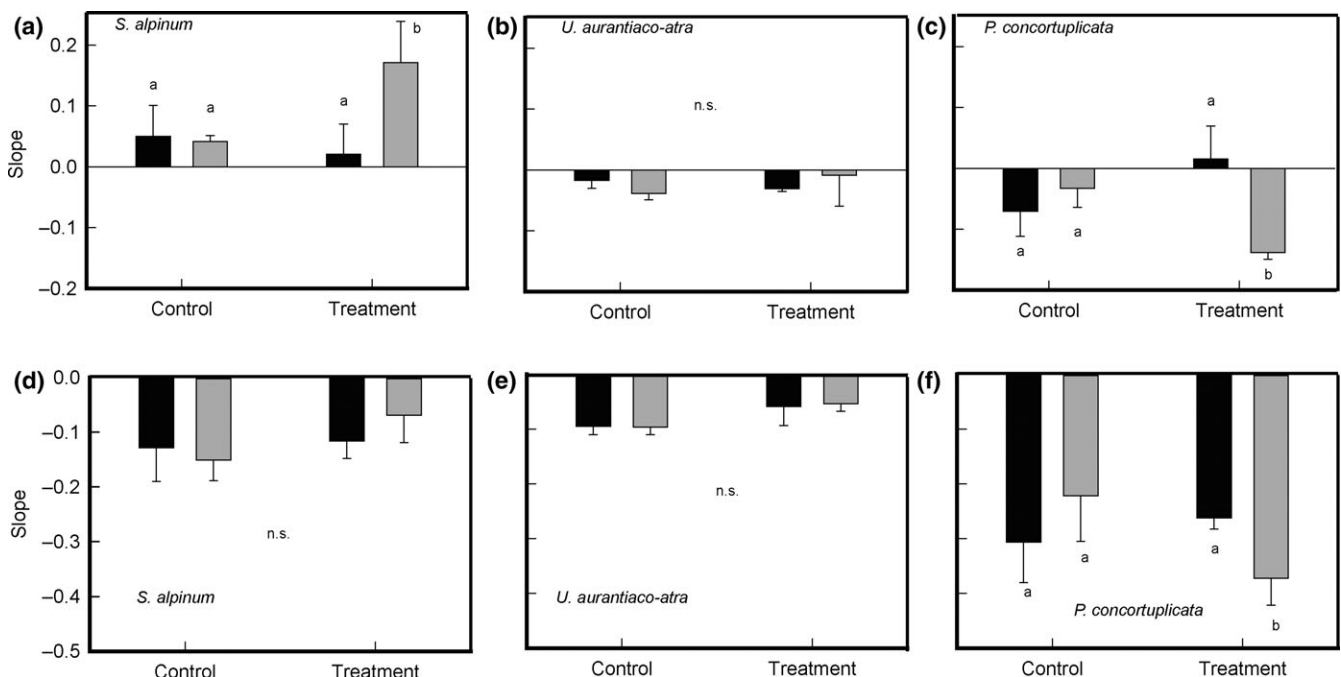 (a)
S. alpinum
b
0.2
a
a
a
0.1
Slope
0.0
–0.1
–0.2
Control
Treatment
(b)
U. aurantiaco-atra
n.s.
Control
Treatment
(c)
P. concortuplicata
a
a
a
b
Control
Treatment
(d)
0.0
–0.1
–0.2
Slope
–0.3
n.s.
–0.4
S. alpinum
–0.5
Control
Treatment
(e)
n.s.
U. aurantiaco-atra
Control
Treatment
(f)
a
a
a
b
P. concortuplicata
Control
Treatment